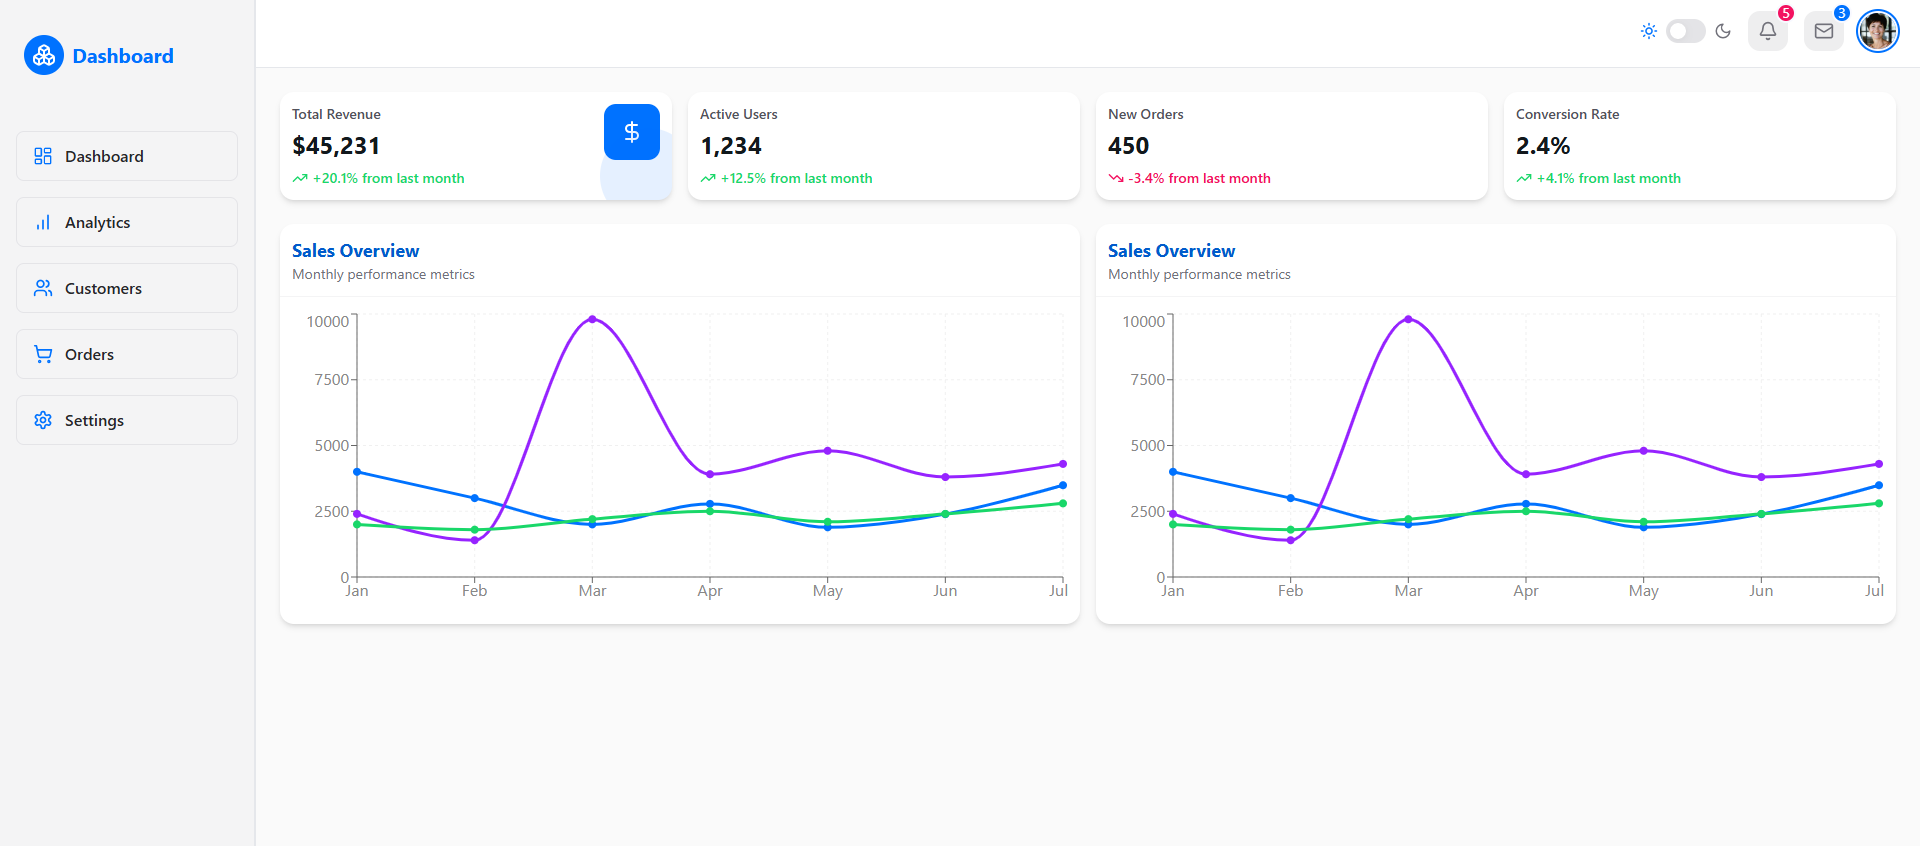 Dashboard
5
3
Dashboard
Analytics
Customers
Orders
Settings
Total Revenue
$45,231
+20.1% from last month
Active Users
1,234
+12.5% from last month
New Orders
450
-3.4% from last month
Conversion Rate
2.4%
+4.1% from last month
Sales Overview
Monthly performance metrics
10000
7500
5000
2500
0
Jan Feb Mar Apr May Jun Jul
Sales Overview
Monthly performance metrics
10000
7500
5000
2500
0
Jan Feb Mar Apr May Jun Jul